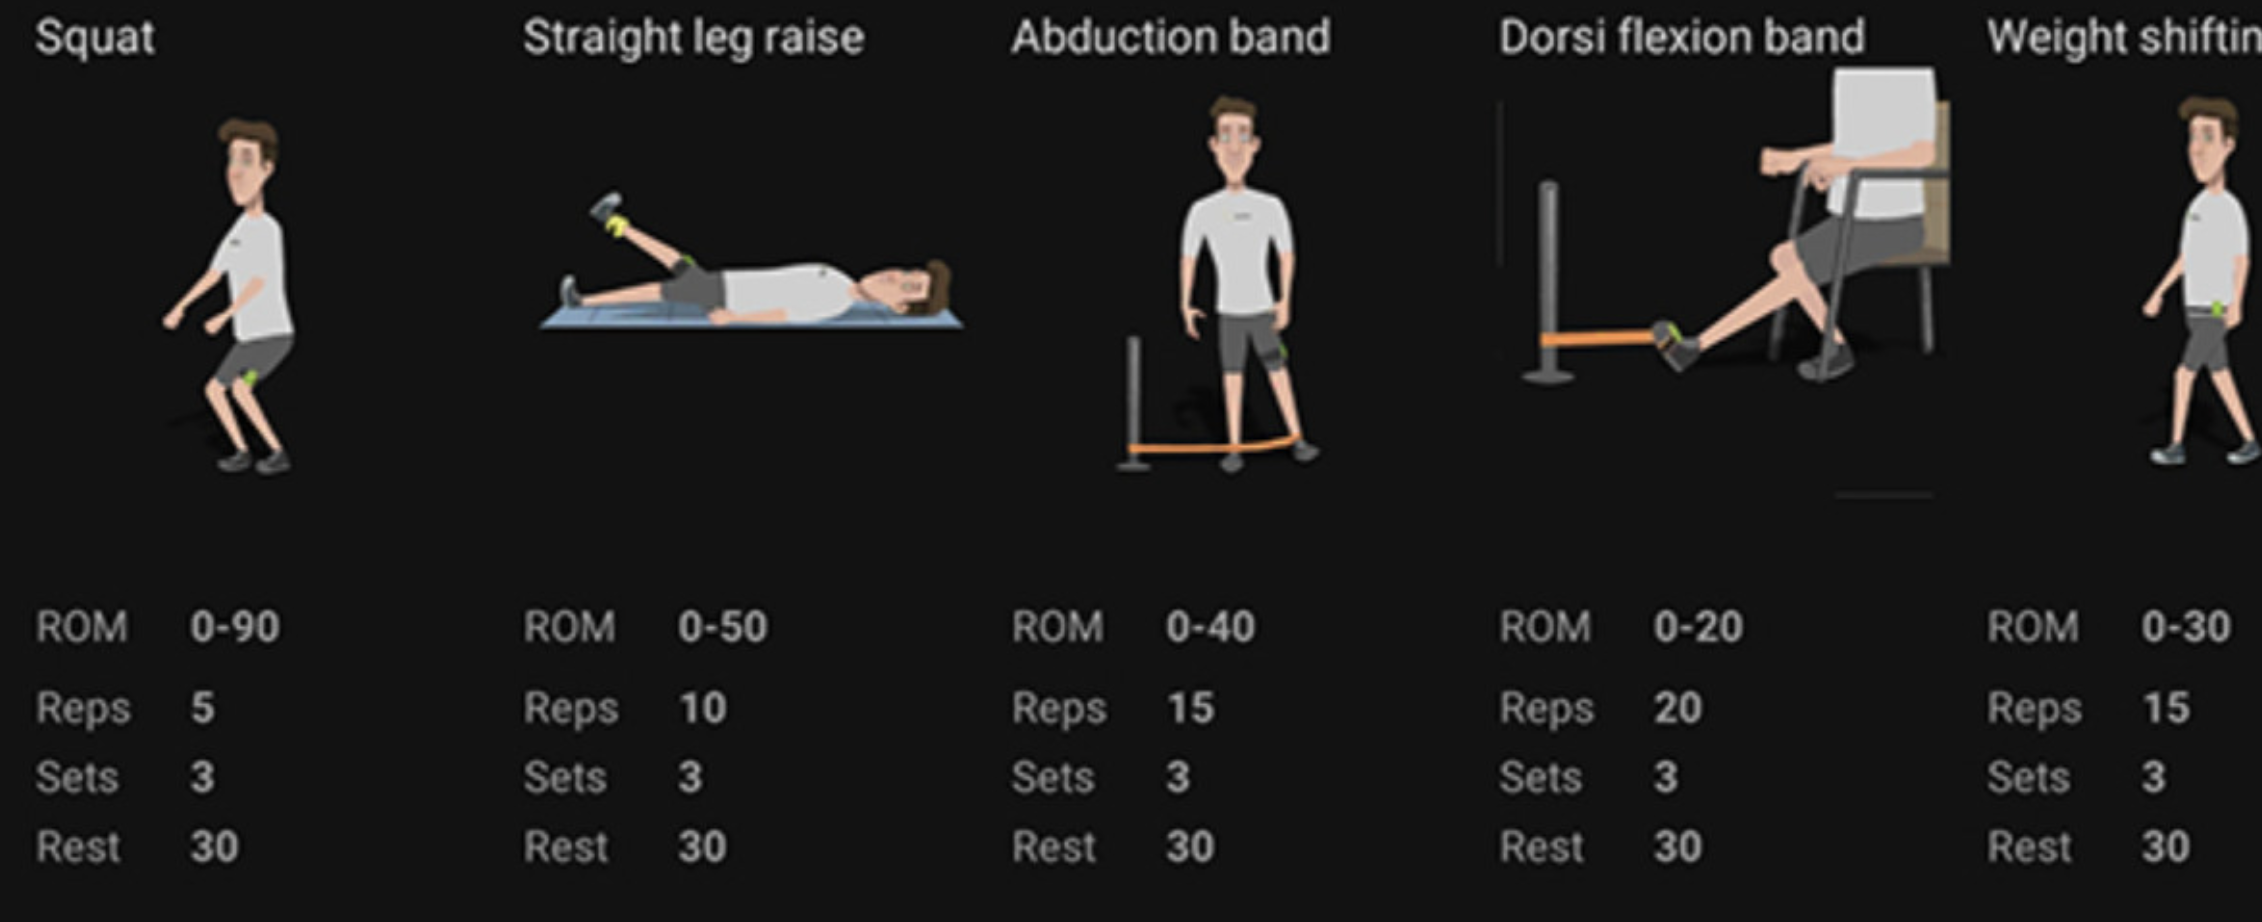 Squat
ROM 0-90
Reps 5
Sets 3
Rest 30
Straight leg raise
ROM 0-50
Reps 10
Sets 3
Rest 30
Abduction band
ROM 0-40
Reps 15
Sets 3
Rest 30
Dorsi flexion band
ROM 0-20
Reps 20
Sets 3
Rest 30
Weight shiftin
ROM 0-30
Reps 15
Sets 3
Rest 30